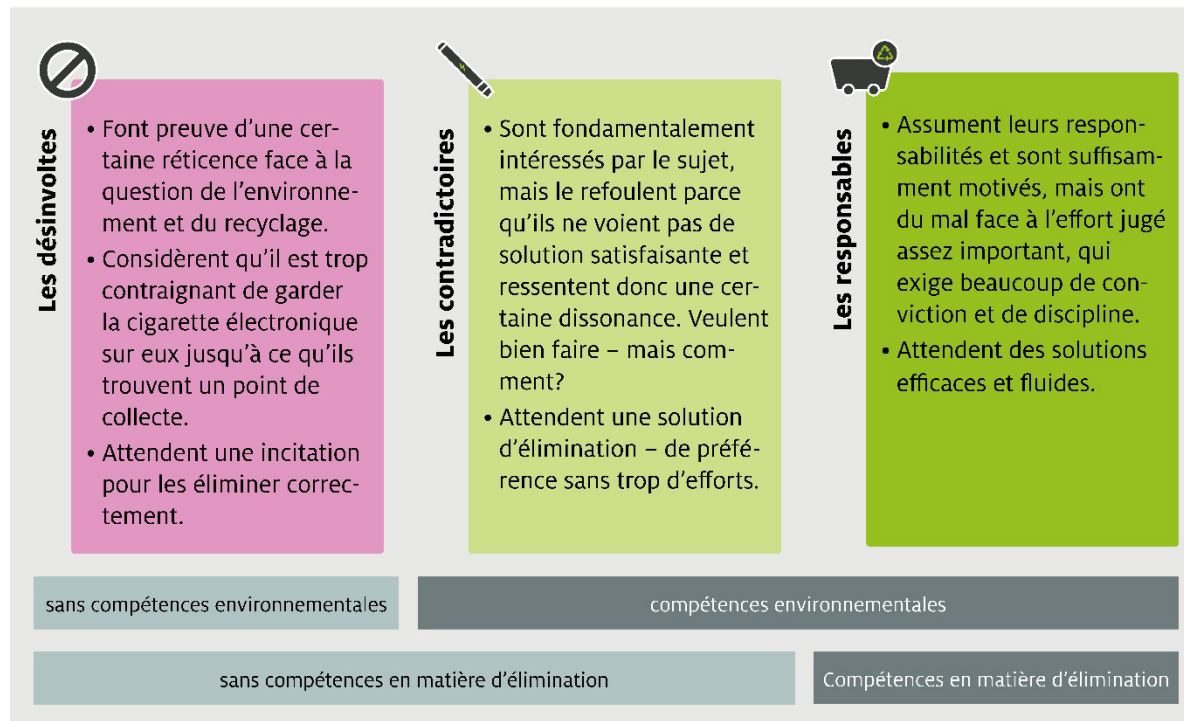 Les désinvoltes
• Font preuve d'une cer-
taine réticence face à la
question de l'environne-
ment et du recyclage.
• Considèrent qu'il est trop
contraignant de garder
la cigarette électronique
sur eux jusqu'à ce qu'ils
trouvent un point de
collecte.
• Attendent une incitation
pour les éliminer correc-
tement.
Les contradictoires
• Sont fondamentalement
intéressés par le sujet,
mais le refoulent parce
qu'ils ne voient pas de
solution satisfaisante et
ressentent donc une cer-
taine dissonance. Veulent
bien faire – mais com-
ment?
• Attendent une solution
d'élimination – de préfé-
rence sans trop d'efforts.
Les responsables
• Assument leurs respon-
sabilités et sont suffisam-
ment motivés, mais ont
du mal face à l'effort jugé
assez important, qui
exige beaucoup de con-
viction et de discipline.
• Attendent des solutions
efficaces et fluides.
sans compétences environnementales
compétences environnementales
sans compétences en matière d'élimination
Compétences en matière d'élimination